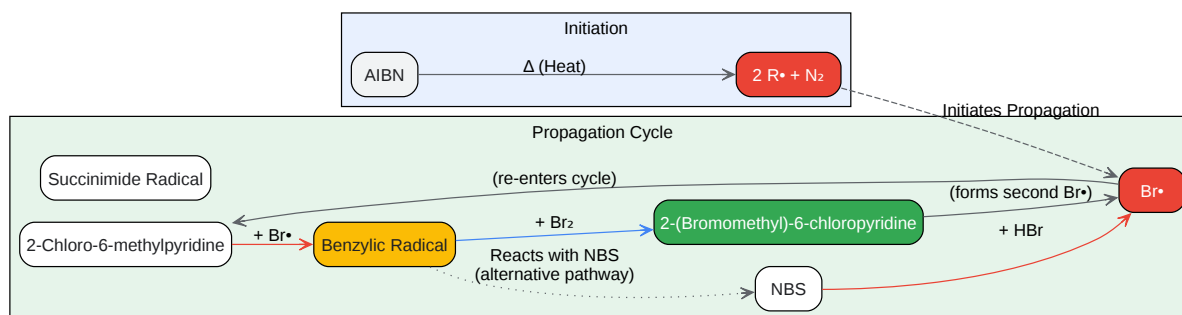 Initiation
AIBN
Δ (Heat)
2 R• + N₂
Initiates Propagation
Propagation Cycle
Succinimide Radical
(re-enters cycle)
(forms second Br•)
Br•
2-Chloro-6-methylpyridine
+ Br•
Benzylic Radical
+ Br₂
2-(Bromomethyl)-6-chloropyridine
+ HBr
Reacts with NBS
(alternative pathway)
NBS